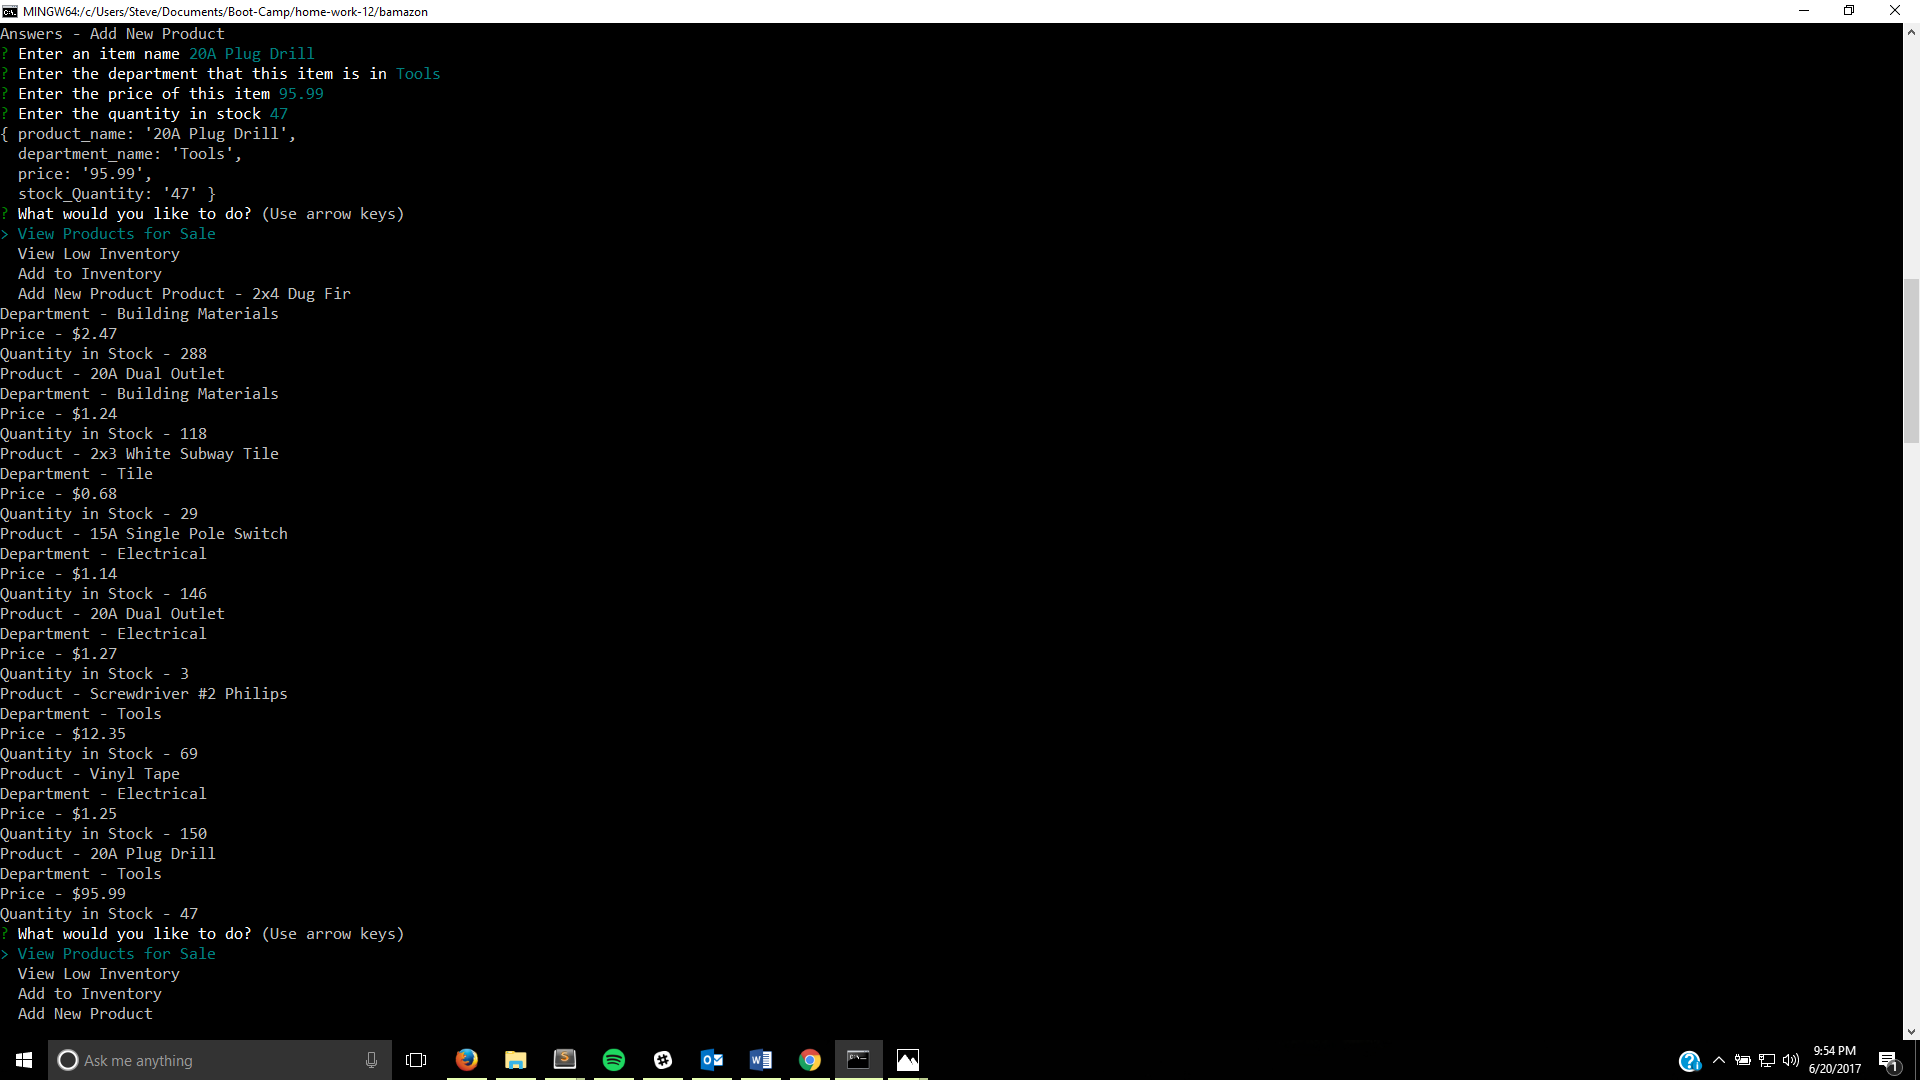 MINGW64:/c/Users/Steve/Documents/Boot-Camp/home-work-12/bamazon
Answers - Add New Product
? Enter an item name 20A Plug Drill
? Enter the department that this item is in Tools
? Enter the price of this item 95.99
? Enter the quantity in stock 47
{ product_name: '20A Plug Drill',
  department_name: 'Tools',
  price: '95.99',
  stock_Quantity: '47' }
? What would you like to do? (Use arrow keys)
> View Products for Sale
  View Low Inventory
  Add to Inventory
  Add New Product Product - 2x4 Dug Fir
Department - Building Materials
Price - $2.47
Quantity in Stock - 288
Product - 20A Dual Outlet
Department - Building Materials
Price - $1.24
Quantity in Stock - 118
Product - 2x3 White Subway Tile
Department - Tile
Price - $0.68
Quantity in Stock - 29
Product - 15A Single Pole Switch
Department - Electrical
Price - $1.14
Quantity in Stock - 146
Product - 20A Dual Outlet
Department - Electrical
Price - $1.27
Quantity in Stock - 3
Product - Screwdriver #2 Philips
Department - Tools
Price - $12.35
Quantity in Stock - 69
Product - Vinyl Tape
Department - Electrical
Price - $1.25
Quantity in Stock - 150
Product - 20A Plug Drill
Department - Tools
Price - $95.99
Quantity in Stock - 47
? What would you like to do? (Use arrow keys)
> View Products for Sale
  View Low Inventory
  Add to Inventory
  Add New Product
Ask me anything
9:54 PM
6/20/2017
1